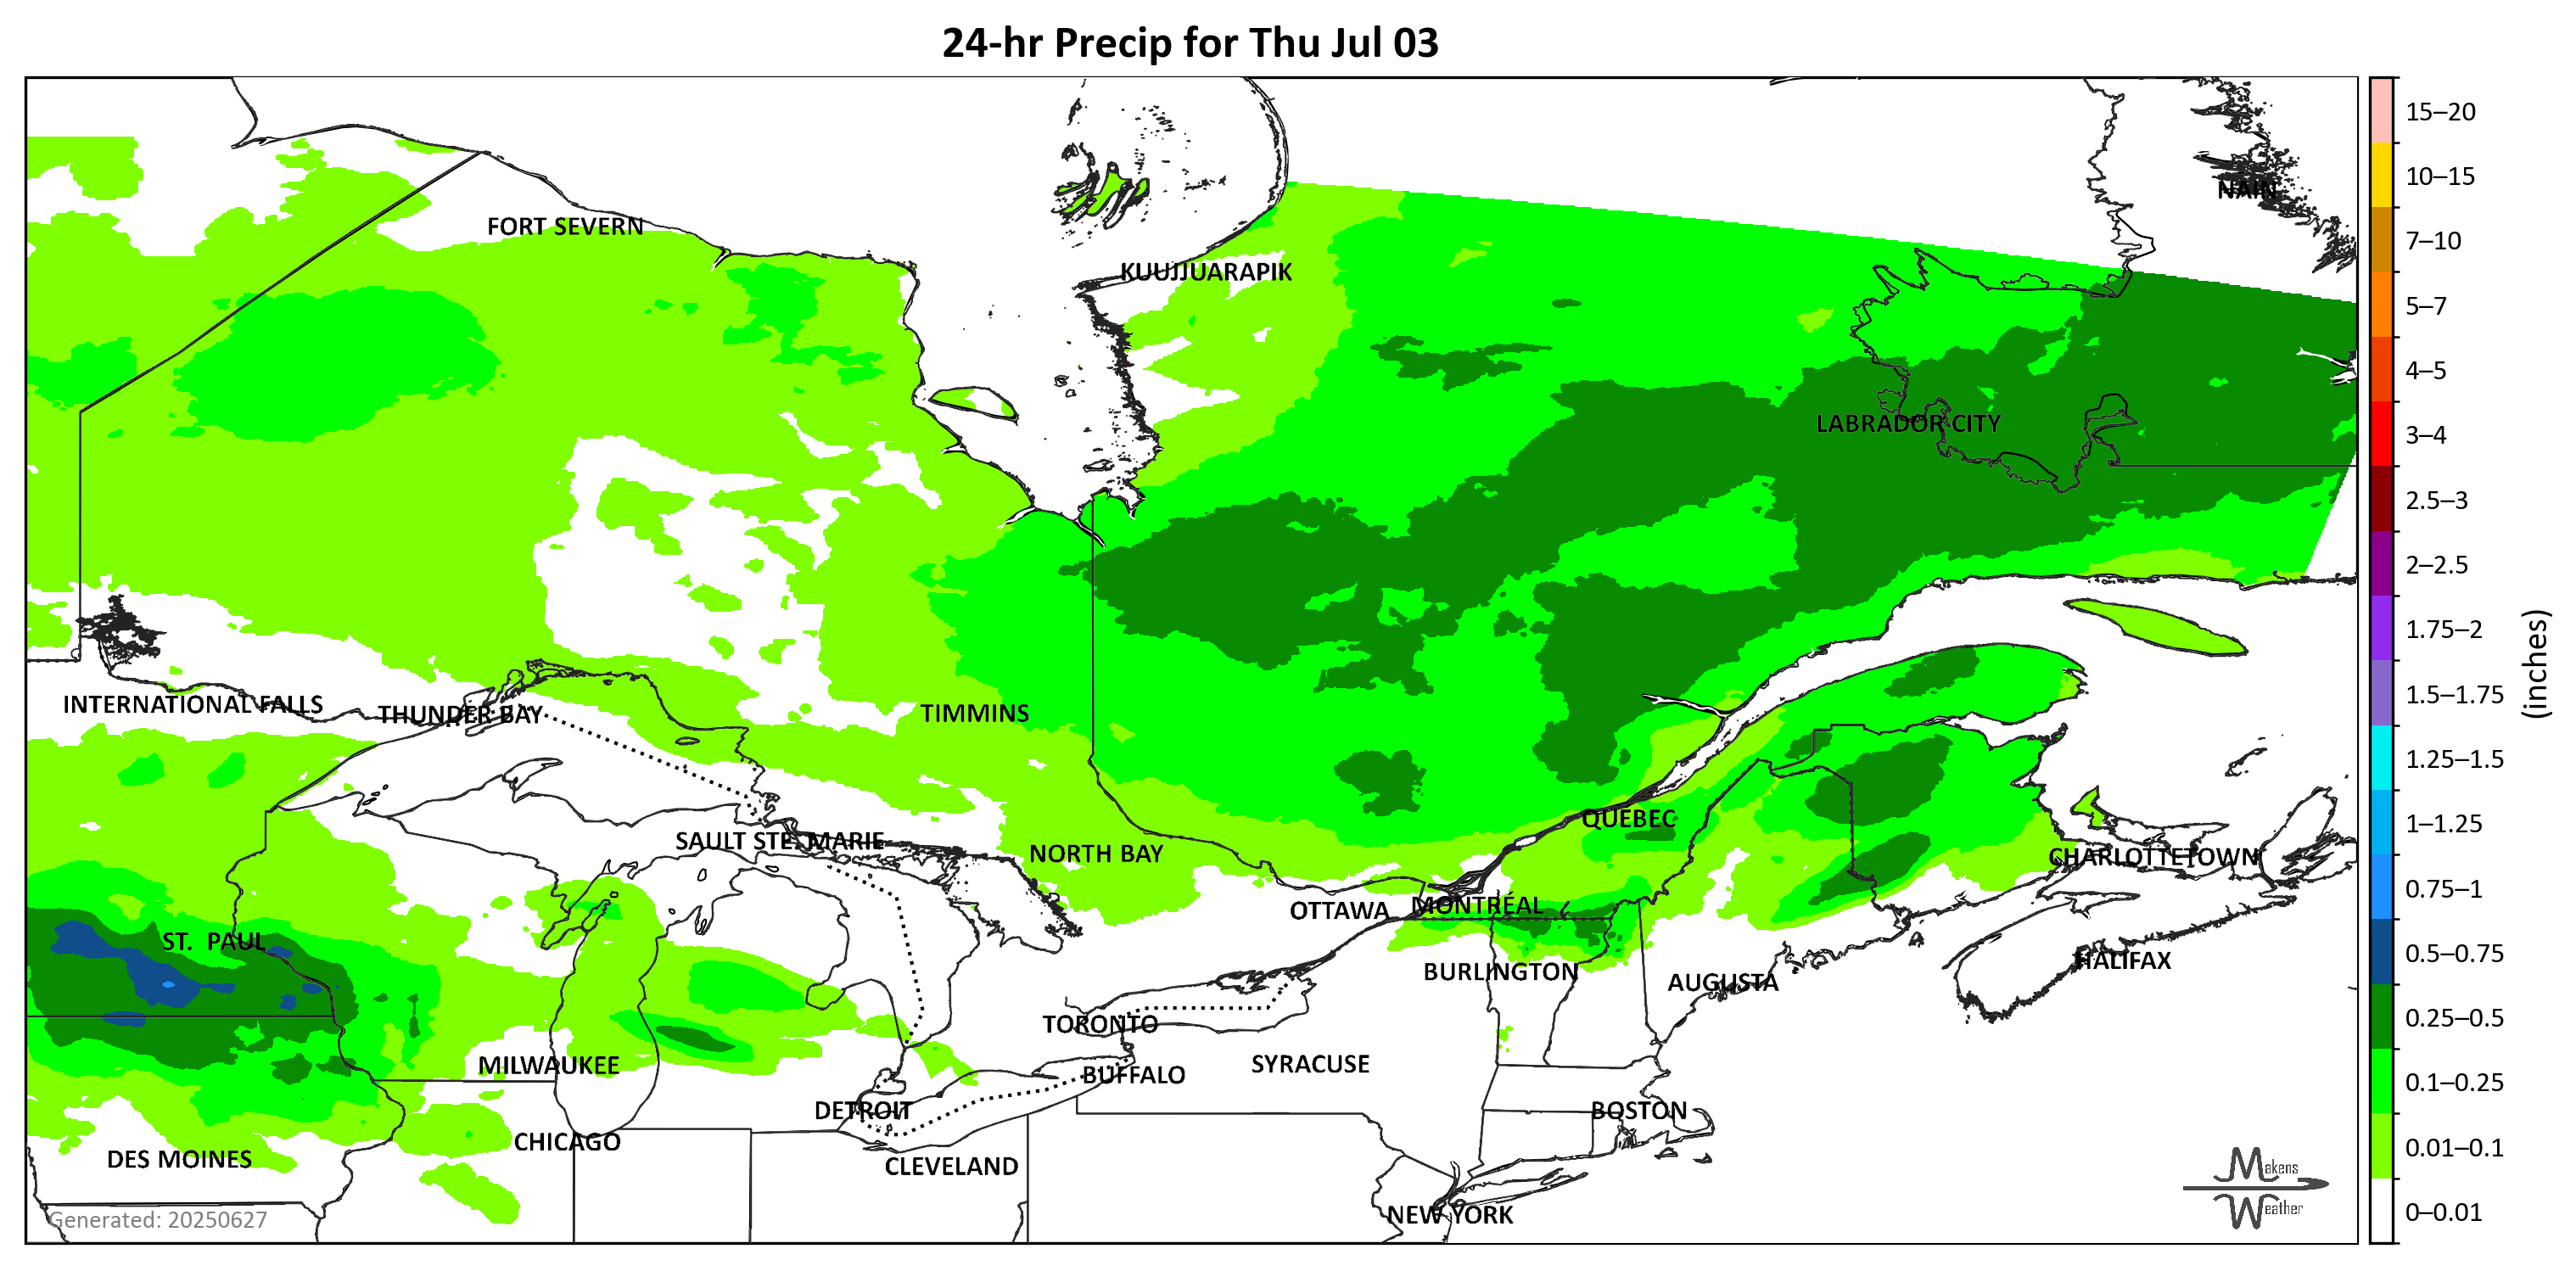 24-hr Precip for Thu Jul 03
NAIN
FORT SEVERN
KUUJJUARAPIK
LABRADOR CITY
INTERNATIONAL FALLS
THUNDER BAY
TIMMINS
SAULT STE. MARIE
NORTH BAY
QUEBEC
CHARLOTTETOWN
OTTAWA
MONTRÉAL
ST. PAUL
HALIFAX
BURLINGTON
AUGUSTA
TORONTO
MILWAUKEE
SYRACUSE
BUFFALO
DETROIT
BOSTON
CHICAGO
DES MOINES
CLEVELAND
NEW YORK
Generated: 20250627
Makens
Weather
15–20
10–15
7–10
5–7
4–5
3–4
2.5–3
2–2.5
1.75–2
1.5–1.75
1.25–1.5
1–1.25
0.75–1
0.5–0.75
0.25–0.5
0.1–0.25
0.01–0.1
0–0.01
(inches)